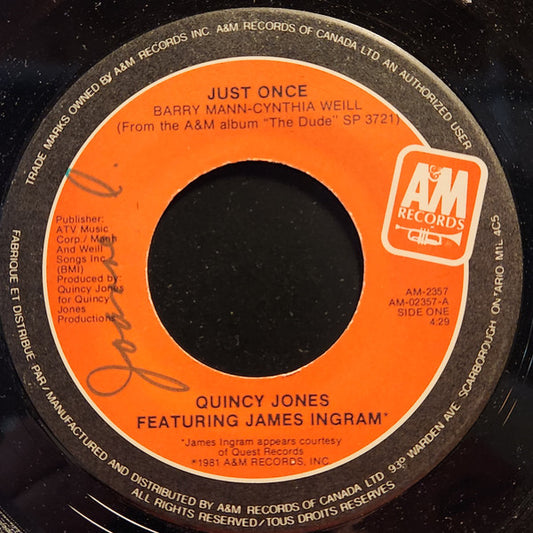 TRADE MARKS OWNED BY A&M RECORDS INC. A&M RECORDS OF CANADA LTD. AN AUTHORIZED USER
JUST ONCE
BARRY MANN-CYNTHIA WEILL
(From the A&M album "The Dude" SP 3721)
A&M
RECORDS
Publisher:
ATV Music
Corp./
And Weill
Songs Inc
(BMI)
Produced by
Quincy Jones
for Quincy
Jones
Productions
Joanne D.
AM-2357
AM-02357-A
SIDE ONE
4:29
QUINCY JONES
FEATURING JAMES INGRAM*
*James Ingram appears courtesy
of Quest Records
℗1981 A&M RECORDS, INC.
FABRIQUE ET DISTRIBUE PAR/MANUFACTURED AND DISTRIBUTED BY A&M RECORDS OF CANADA LTD. 939 WARDEN AVE. SCARBOROUGH ONTARIO M1L 4C5
ALL RIGHTS RESERVED/TOUS DROITS RESERVES